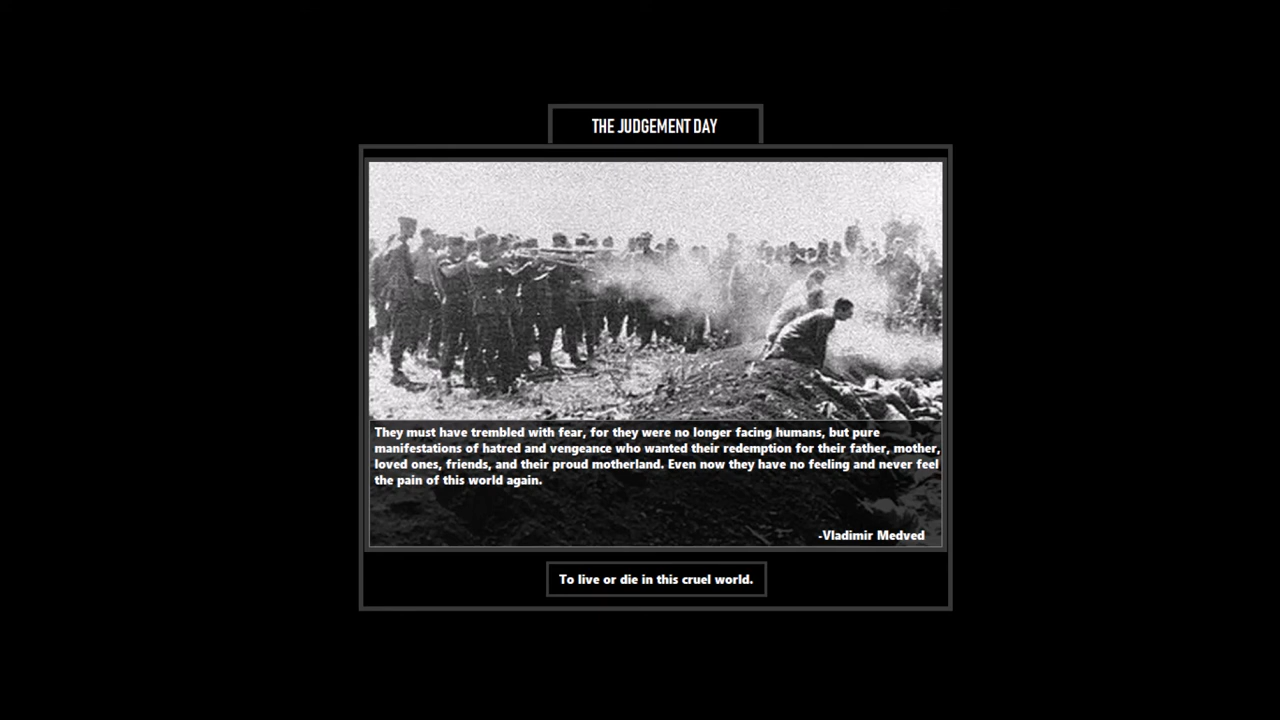 THE JUDGEMENT DAY
They must have trembled with fear, for they were no longer facing humans, but pure
manifestations of hatred and vengeance who wanted their redemption for their father, mother,
loved ones, friends, and their proud motherland. Even now they have no feeling and never feel
the pain of this world again.
-Vladimir Medved
To live or die in this cruel world.